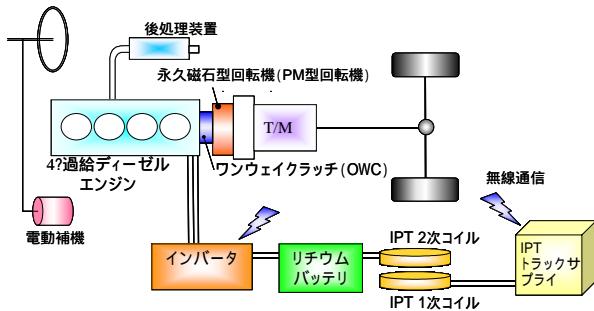 後処理装置
永久磁石型回転機(PM型回転機)
T/M
ワンウェイクラッチ(OWC)
4?過給ディーゼル
エンジン
電動補機
無線通信
インバータ
リチウム
バッテリ
IPT 2次コイル
IPT 1次コイル
IPT
トラックサ
プライ